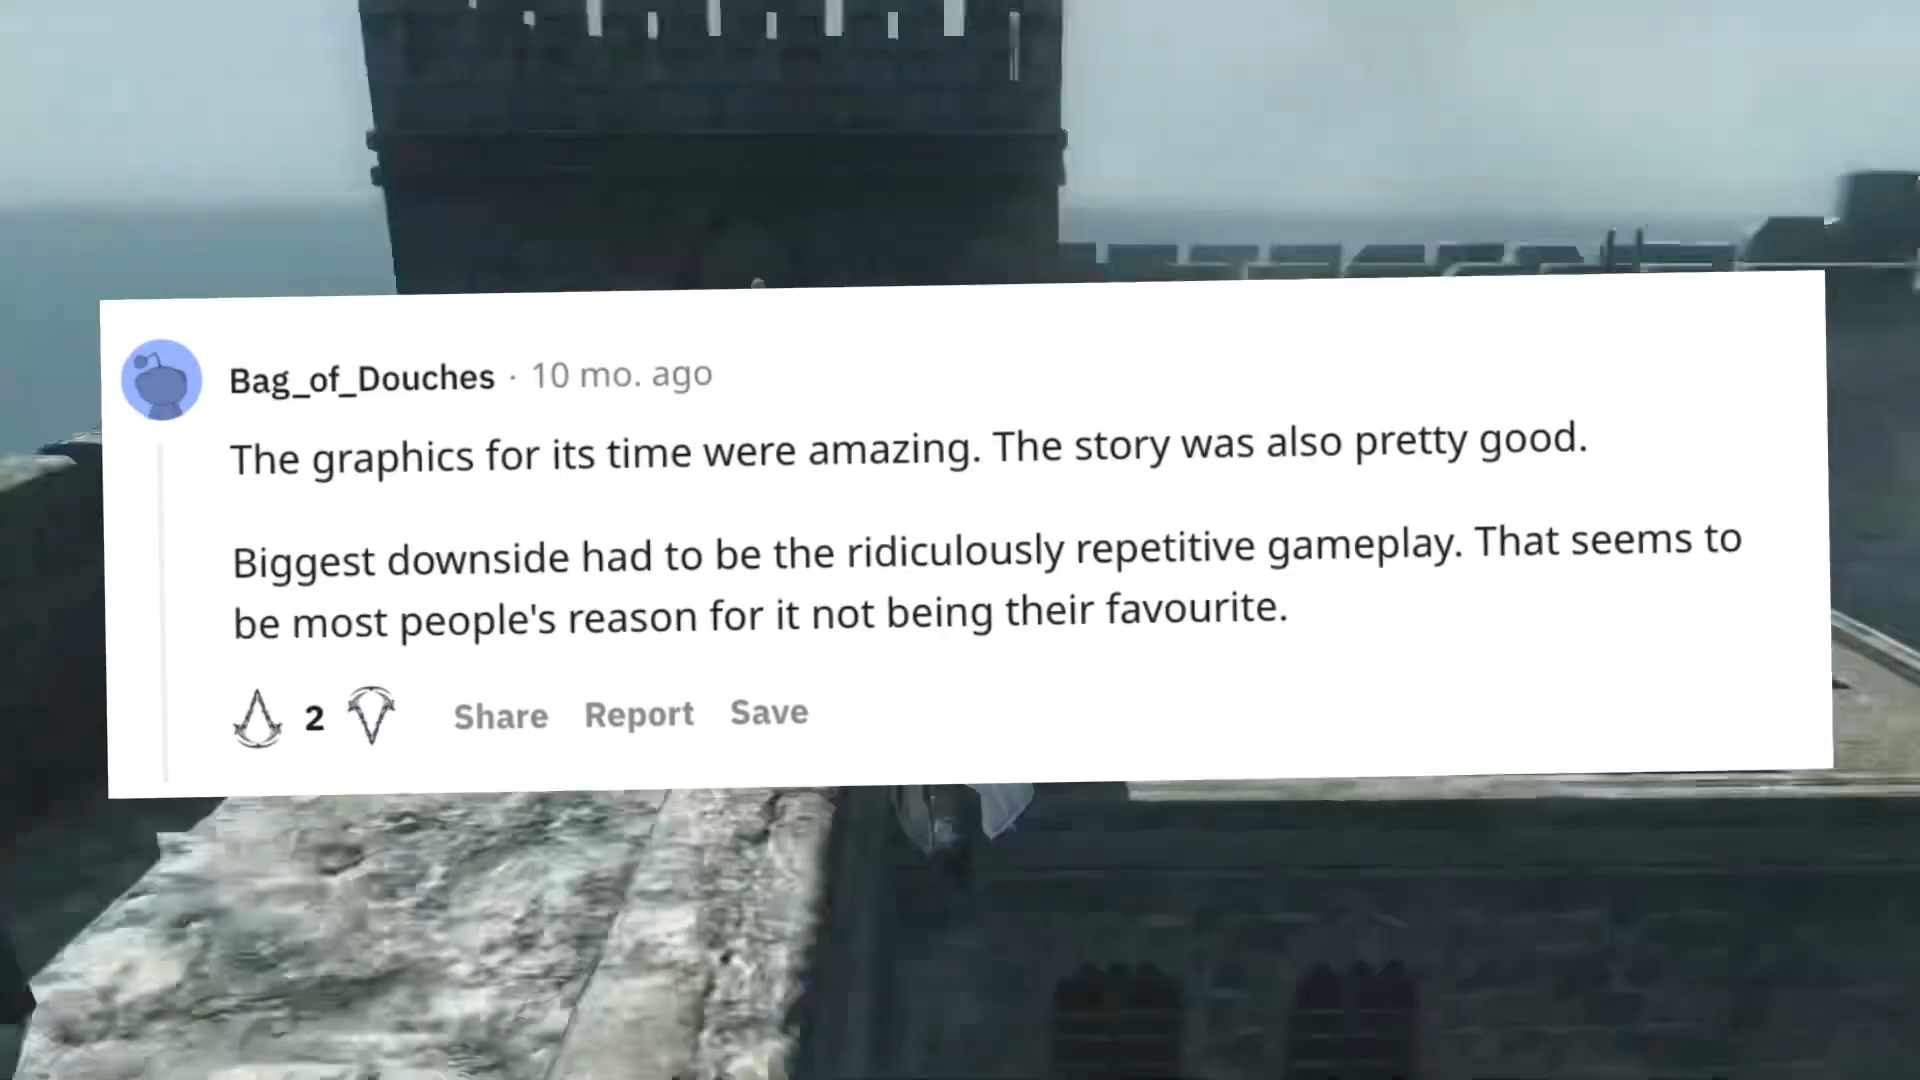 Bag_of_Douches · 10 mo. ago
The graphics for its time were amazing. The story was also pretty good.
Biggest downside had to be the ridiculously repetitive gameplay. That seems to
be most people's reason for it not being their favourite.
2 Share Report Save